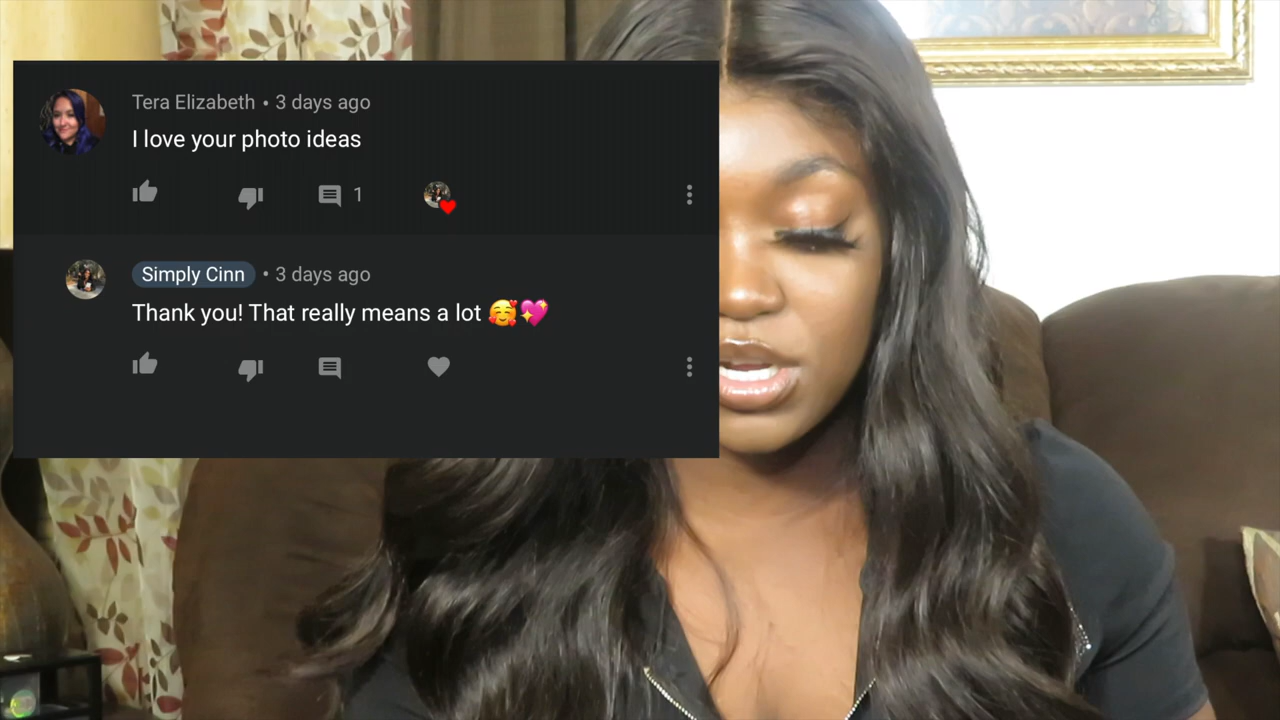 Tera Elizabeth • 3 days ago
I love your photo ideas
1
Simply Cinn • 3 days ago
Thank you! That really means a lot 🥰💖